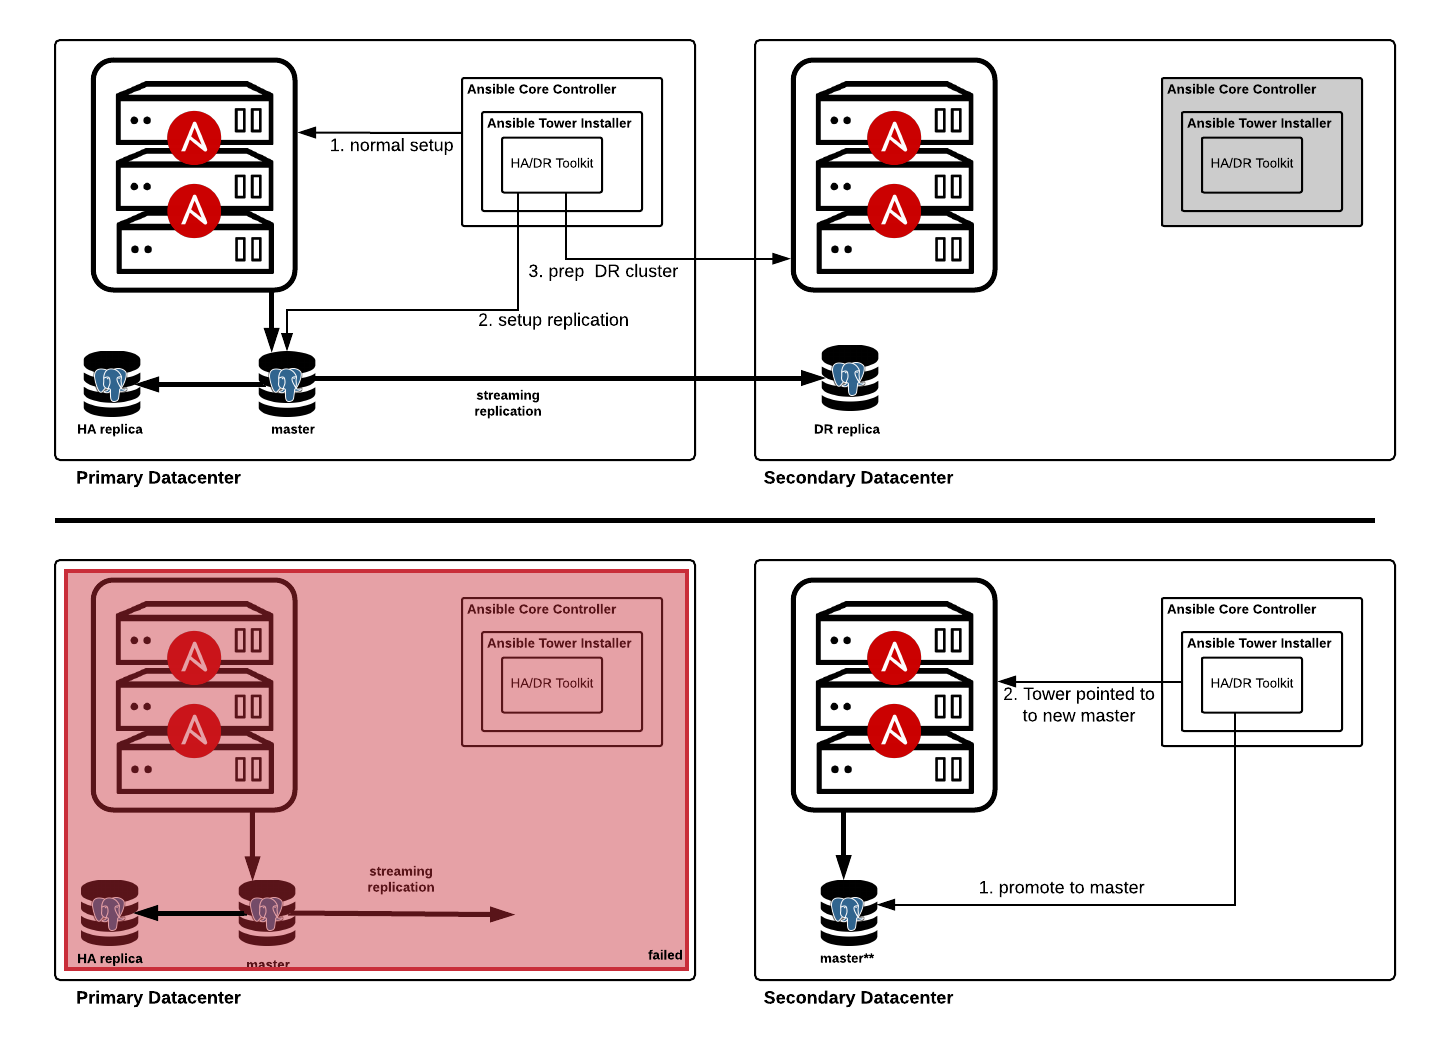 Ansible Core Controller
Ansible Tower Installer
HA/DR Toolkit
1. normal setup
3. prep  DR cluster
2. setup replication
streaming
replication
HA replica
master
Primary Datacenter
Ansible Core Controller
Ansible Tower Installer
HA/DR Toolkit
DR replica
Secondary Datacenter
Ansible Core Controller
Ansible Tower Installer
HA/DR Toolkit
streaming
replication
HA replica
master
failed
Primary Datacenter
Ansible Core Controller
Ansible Tower Installer
HA/DR Toolkit
2. Tower pointed to
to new master
1. promote to master
master**
Secondary Datacenter